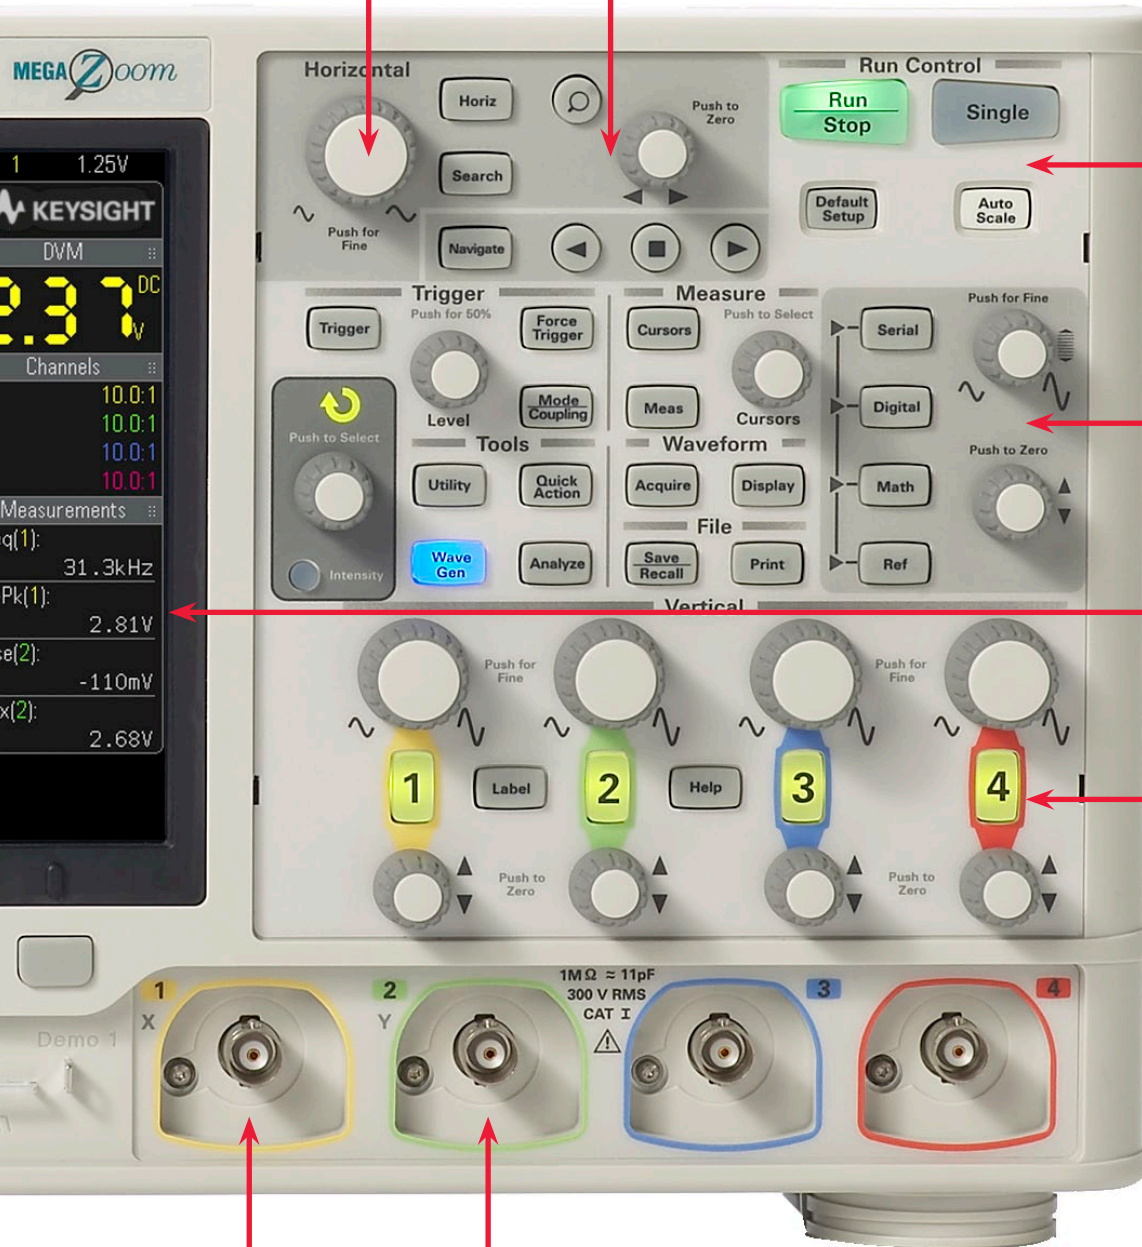 MEGA Zoom
1 1.25V
KEYSIGHT
DVM
2.37 DC
V
Channels
10.0:1
10.0:1
10.0:1
10.0:1
Measurements
q(1):
31.3kHz
Pk(1):
2.81V
se(2):
-110mV
x(2):
2.68V
Horizontal
Horiz
Push to
Zero
Search
Push for
Fine
Navigate
Run Control
Run
Stop
Single
Default
Setup
Auto
Scale
Trigger
Push for 50%
Trigger
Force
Trigger
Level
Mode
Coupling
Push to Select
Intensity
Tools
Utility
Quick
Action
Wave
Gen
Analyze
Measure
Push to Select
Cursors
Meas
Cursors
Waveform
Acquire
Display
File
Save
Recall
Print
Serial
Digital
Math
Ref
Push for Fine
Push to Zero
Vertical
Push for
Fine
Push for
Fine
1
Label
2
Help
3
4
Push to
Zero
Push to
Zero
1
X
2
Y
1MΩ ≈ 11pF
300 V RMS
CAT I
3
4
Demo 1